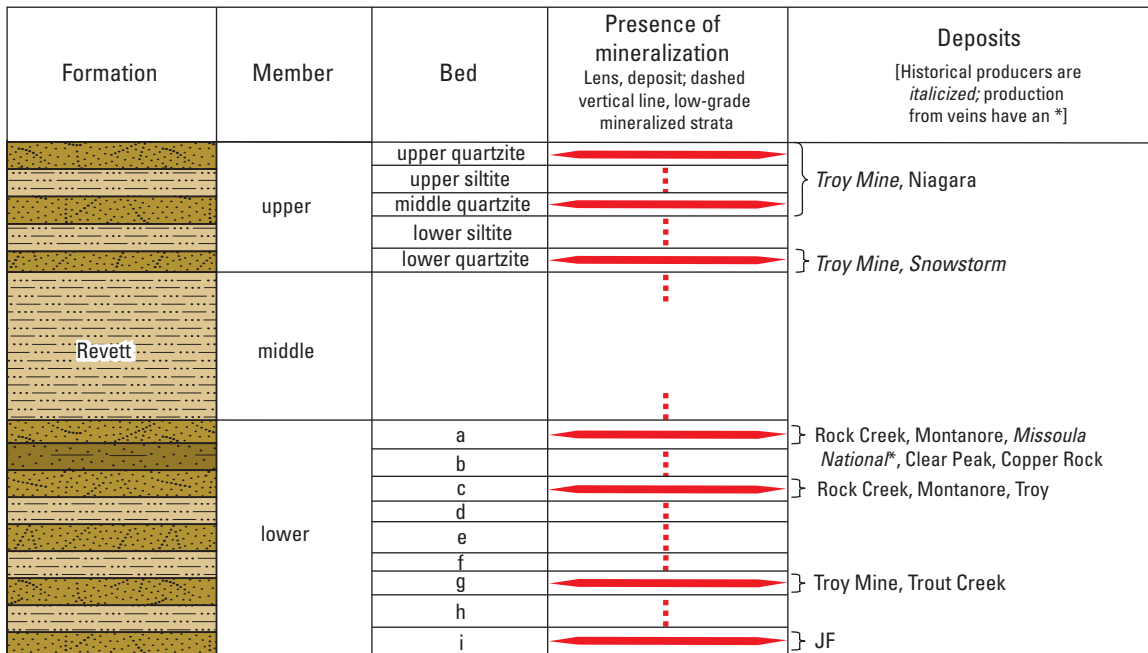 Formation
Member
Bed
Presence of
mineralization
Lens, deposit; dashed
vertical line, low-grade
mineralized strata
Deposits
[Historical producers are
italicized; production
from veins have an *]
Revett
upper
upper quartzite
upper siltite
middle quartzite
lower siltite
lower quartzite
Troy Mine, Niagara
Troy Mine, Snowstorm
middle
lower
a
Rock Creek, Montanore, Missoula
National*, Clear Peak, Copper Rock
b
c
Rock Creek, Montanore, Troy
d
e
f
g
Troy Mine, Trout Creek
h
i
JF